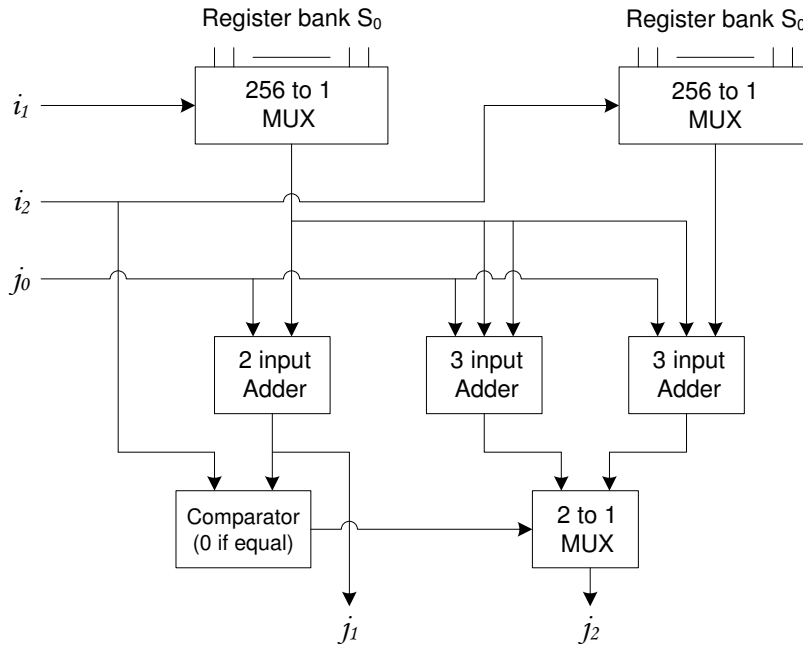 Register bank S₀
Register bank S₀
256 to 1
MUX
256 to 1
MUX
i₁
i₂
j₀
2 input
Adder
3 input
Adder
3 input
Adder
Comparator
(0 if equal)
2 to 1
MUX
j₁
j₂